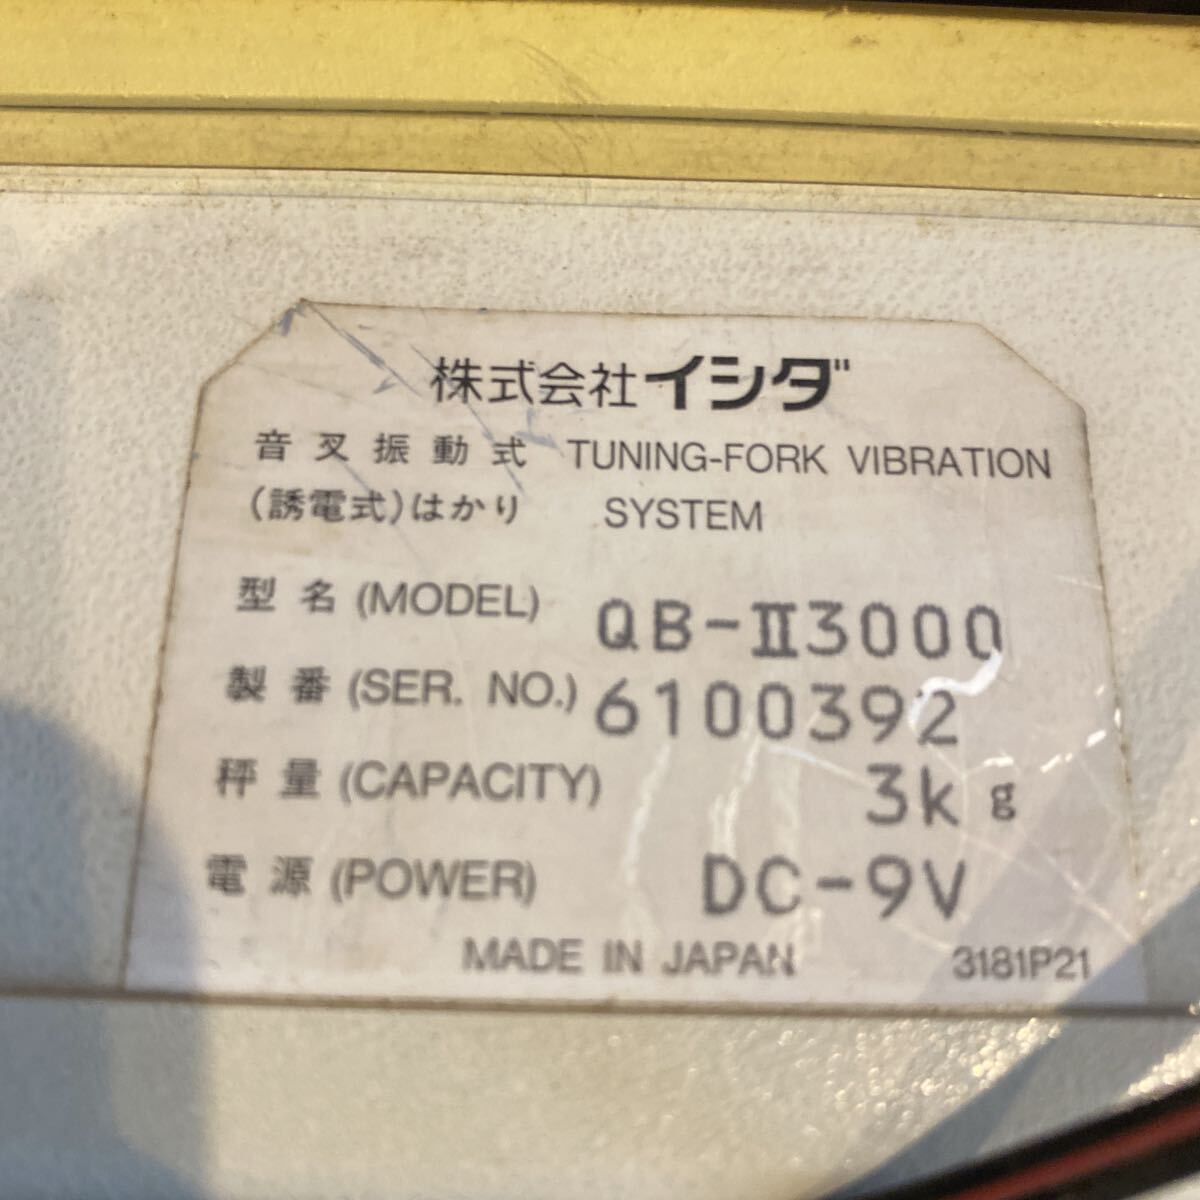 株式会社イシダ
音叉振動式 TUNING-FORK VIBRATION
(誘電式)はかり SYSTEM
型名(MODEL) QB-Ⅱ3000
製番(SER. NO.) 6100392
秤量(CAPACITY) 3kg
電源(POWER) DC-9V
MADE IN JAPAN 3181P21